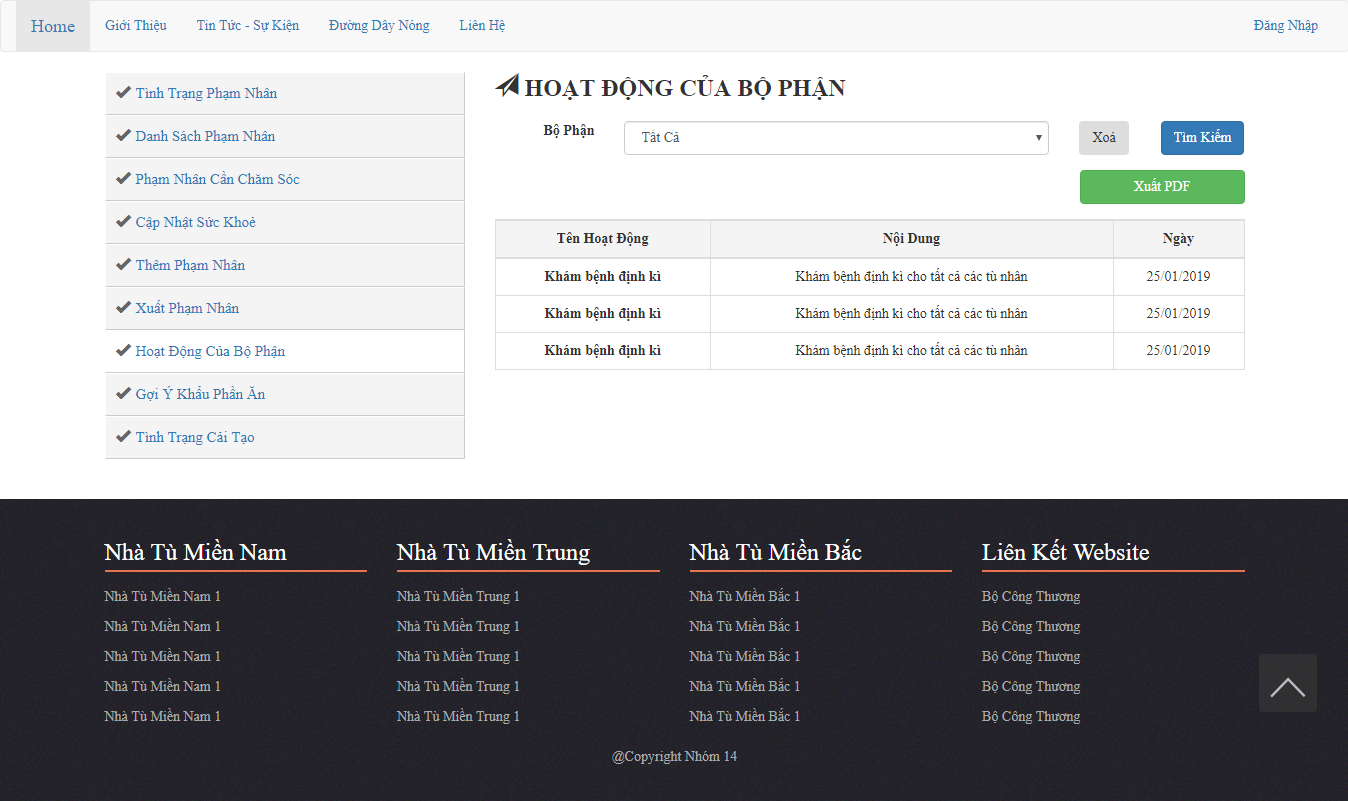 Home Giới Thiệu Tin Tức - Sự Kiện Đường Dây Nóng Liên Hệ Đăng Nhập
Tình Trạng Phạm Nhân
Danh Sách Phạm Nhân
Phạm Nhân Cần Chăm Sóc
Cập Nhật Sức Khoẻ
Thêm Phạm Nhân
Xuất Phạm Nhân
Hoạt Động Của Bộ Phận
Gợi Ý Khẩu Phần Ăn
Tình Trạng Cải Tạo
HOẠT ĐỘNG CỦA BỘ PHẬN
Bộ Phận Tất Cả Xoá Tìm Kiếm
Xuất PDF
Tên Hoạt Động Nội Dung Ngày
Khám bệnh định kì Khám bệnh định kì cho tất cả các tù nhân 25/01/2019
Khám bệnh định kì Khám bệnh định kì cho tất cả các tù nhân 25/01/2019
Khám bệnh định kì Khám bệnh định kì cho tất cả các tù nhân 25/01/2019
Nhà Tù Miền Nam Nhà Tù Miền Trung Nhà Tù Miền Bắc Liên Kết Website
Nhà Tù Miền Nam 1 Nhà Tù Miền Trung 1 Nhà Tù Miền Bắc 1 Bộ Công Thương
Nhà Tù Miền Nam 1 Nhà Tù Miền Trung 1 Nhà Tù Miền Bắc 1 Bộ Công Thương
Nhà Tù Miền Nam 1 Nhà Tù Miền Trung 1 Nhà Tù Miền Bắc 1 Bộ Công Thương
Nhà Tù Miền Nam 1 Nhà Tù Miền Trung 1 Nhà Tù Miền Bắc 1 Bộ Công Thương
Nhà Tù Miền Nam 1 Nhà Tù Miền Trung 1 Nhà Tù Miền Bắc 1 Bộ Công Thương
@Copyright Nhóm 14